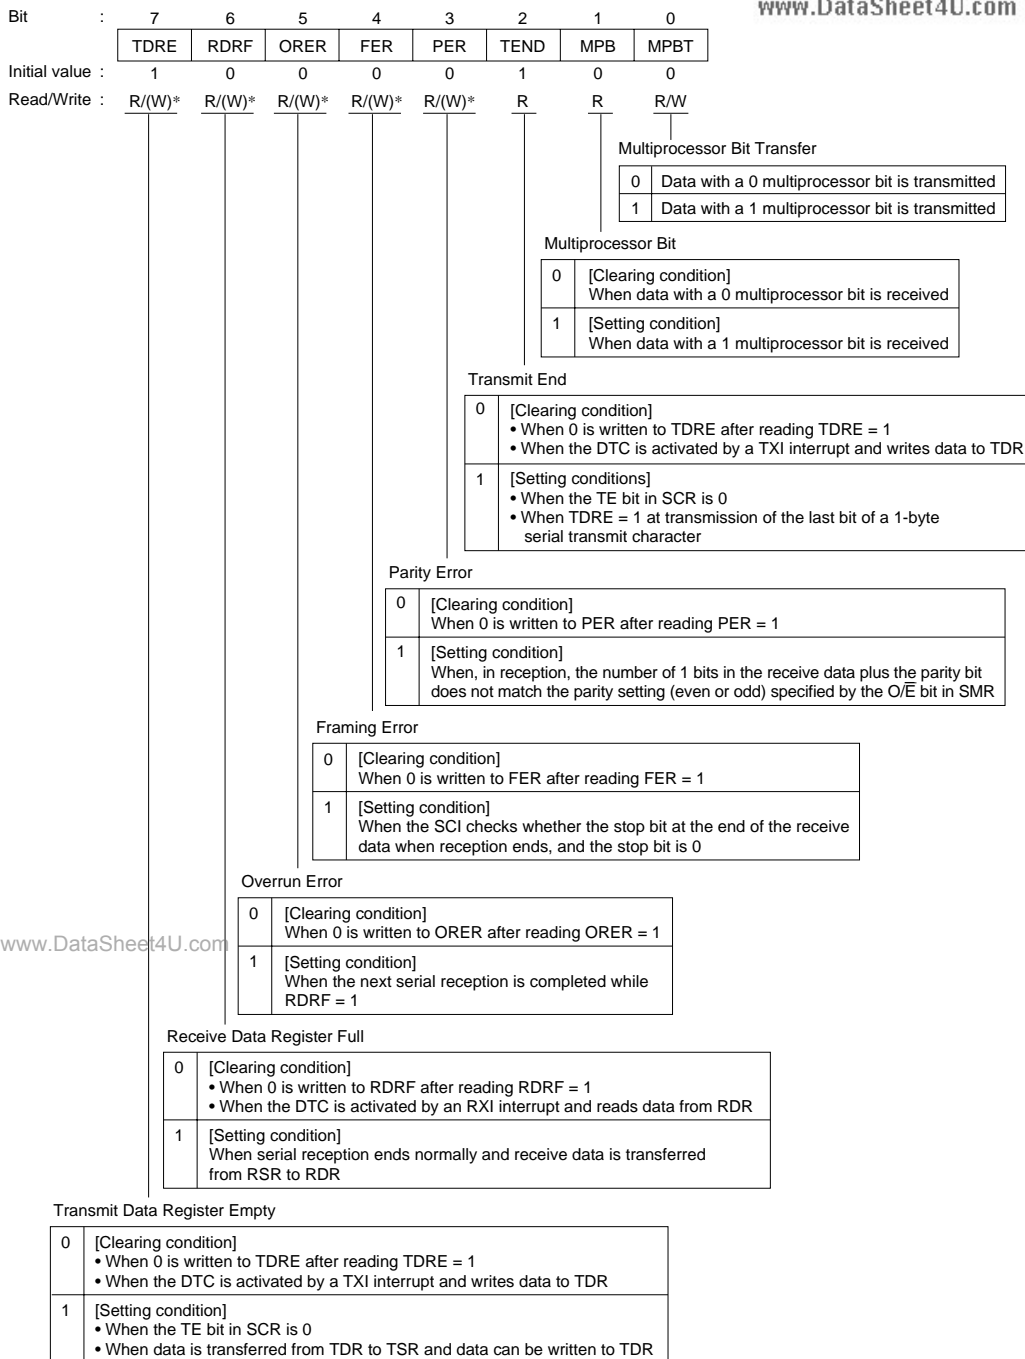 www.DataSheet4U.com
Bit : 7 6 5 4 3 2 1 0
TDRE RDRF ORER FER PER TEND MPB MPBT
Initial value : 1 0 0 0 0 1 0 0
Read/Write : R/(W)* R/(W)* R/(W)* R/(W)* R/(W)* R R R/W
Multiprocessor Bit Transfer
0 Data with a 0 multiprocessor bit is transmitted
1 Data with a 1 multiprocessor bit is transmitted
Multiprocessor Bit
0 [Clearing condition]
When data with a 0 multiprocessor bit is received
1 [Setting condition]
When data with a 1 multiprocessor bit is received
Transmit End
0 [Clearing condition]
• When 0 is written to TDRE after reading TDRE = 1
• When the DTC is activated by a TXI interrupt and writes data to TDR
1 [Setting conditions]
• When the TE bit in SCR is 0
• When TDRE = 1 at transmission of the last bit of a 1-byte
serial transmit character
Parity Error
0 [Clearing condition]
When 0 is written to PER after reading PER = 1
1 [Setting condition]
When, in reception, the number of 1 bits in the receive data plus the parity bit
does not match the parity setting (even or odd) specified by the O/E̅ bit in SMR
Framing Error
0 [Clearing condition]
When 0 is written to FER after reading FER = 1
1 [Setting condition]
When the SCI checks whether the stop bit at the end of the receive
data when reception ends, and the stop bit is 0
Overrun Error
0 [Clearing condition]
When 0 is written to ORER after reading ORER = 1
www.DataSheet4U.com
1 [Setting condition]
When the next serial reception is completed while
RDRF = 1
Receive Data Register Full
0 [Clearing condition]
• When 0 is written to RDRF after reading RDRF = 1
• When the DTC is activated by an RXI interrupt and reads data from RDR
1 [Setting condition]
When serial reception ends normally and receive data is transferred
from RSR to RDR
Transmit Data Register Empty
0 [Clearing condition]
• When 0 is written to TDRE after reading TDRE = 1
• When the DTC is activated by a TXI interrupt and writes data to TDR
1 [Setting condition]
• When the TE bit in SCR is 0
• When data is transferred from TDR to TSR and data can be written to TDR